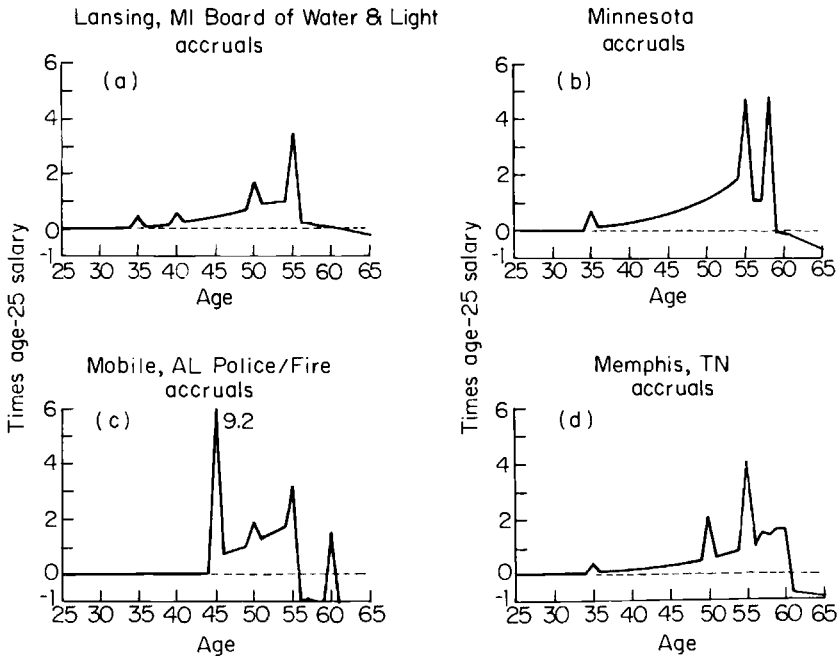 Lansing, MI Board of Water & Light
accruals
(a)
6
4
2
0
-1
25 30 35 40 45 50 55 60 65
Age
Minnesota
accruals
(b)
6
4
2
0
-1
25 30 35 40 45 50 55 60 65
Age
Times age-25 salary
Times age-25 salary
Mobile, AL Police/Fire
accruals
(c)
9.2
6
4
2
0
-1
25 30 35 40 45 50 55 60 65
Age
Memphis, TN
accruals
(d)
6
4
2
0
-1
25 30 35 40 45 50 55 60 65
Age